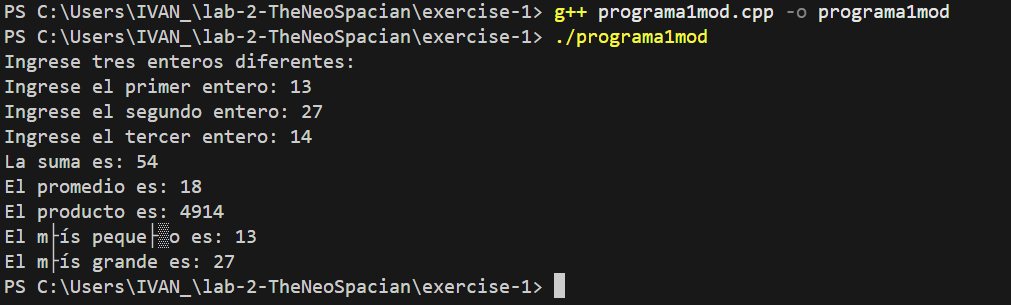 PS C:\Users\IVAN_\lab-2-TheNeoSpacian\exercise-1> g++ programa1mod.cpp -o programa1mod
PS C:\Users\IVAN_\lab-2-TheNeoSpacian\exercise-1> ./programa1mod
Ingrese tres enteros diferentes:
Ingrese el primer entero: 13
Ingrese el segundo entero: 27
Ingrese el tercer entero: 14
La suma es: 54
El promedio es: 18
El producto es: 4914
El m├ís peque├▒o es: 13
El m├ís grande es: 27
PS C:\Users\IVAN_\lab-2-TheNeoSpacian\exercise-1>